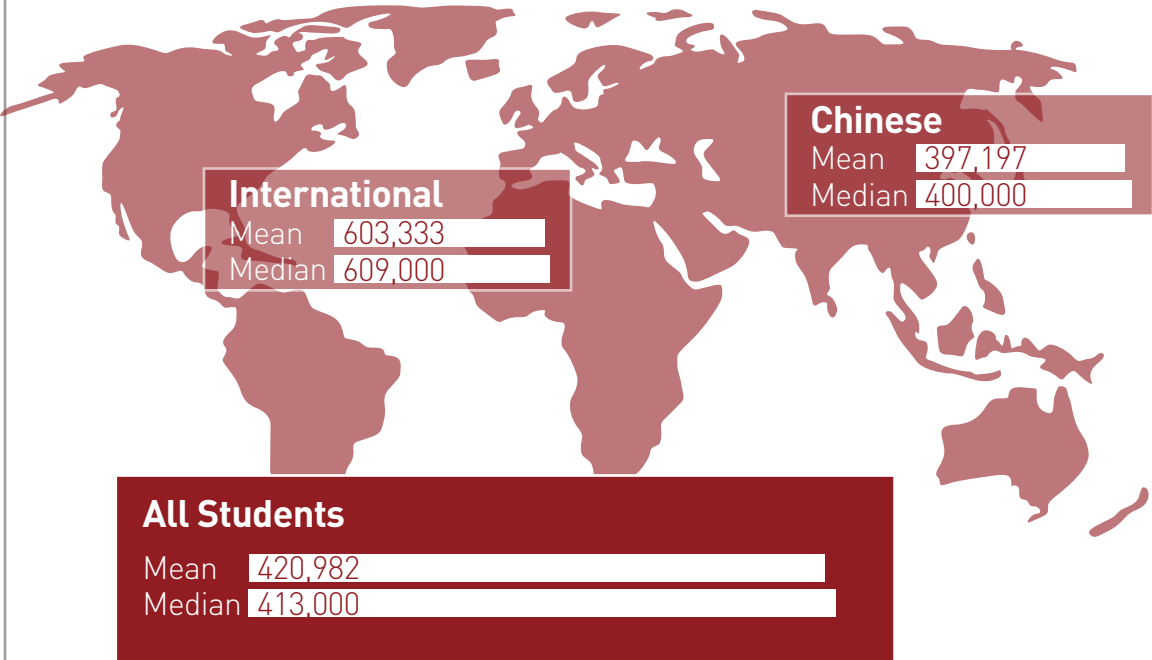 International
Mean 603,333
Median 609,000
Chinese
Mean 397,197
Median 400,000
All Students
Mean 420,982
Median 413,000